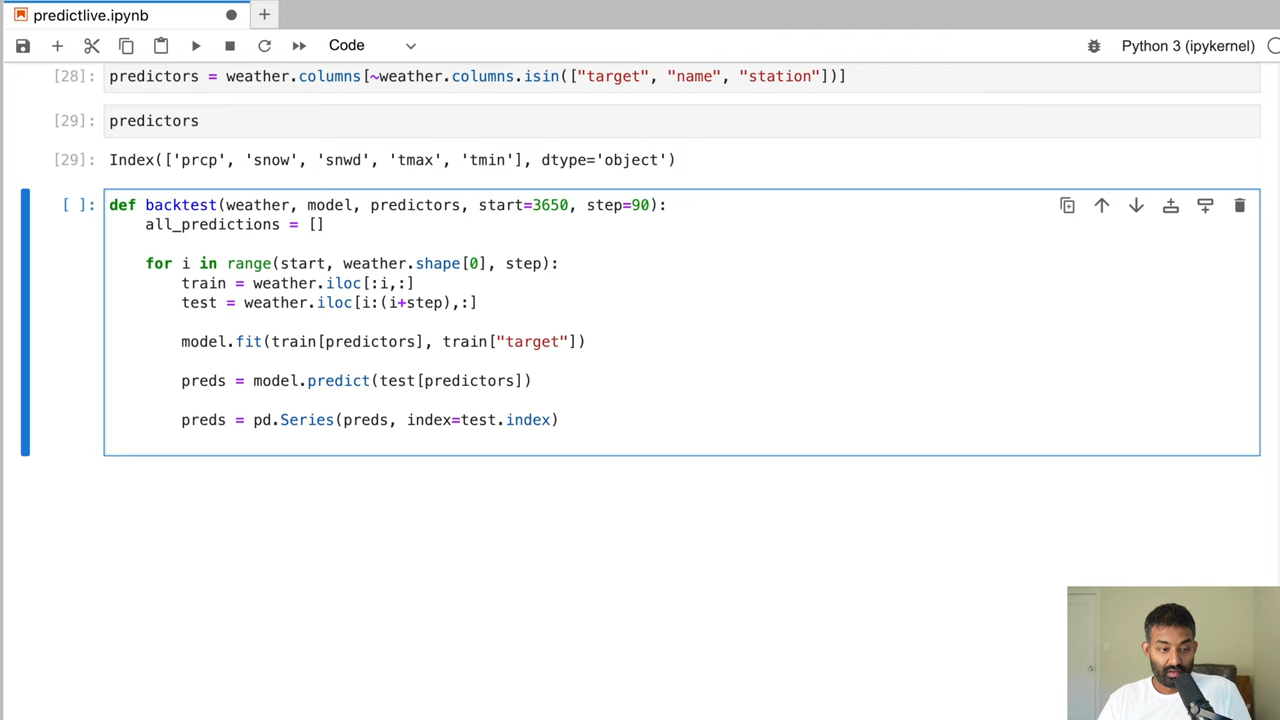 predictlive.ipynb
Code
Python 3 (ipykernel)
[28]: predictors = weather.columns[~weather.columns.isin(["target", "name", "station"])]
[29]: predictors
[29]: Index(['prcp', 'snow', 'snwd', 'tmax', 'tmin'], dtype='object')
[ ]: def backtest(weather, model, predictors, start=3650, step=90):
all_predictions = []
for i in range(start, weather.shape[0], step):
train = weather.iloc[:i,:]
test = weather.iloc[i:(i+step),:]
model.fit(train[predictors], train["target"])
preds = model.predict(test[predictors])
preds = pd.Series(preds, index=test.index)